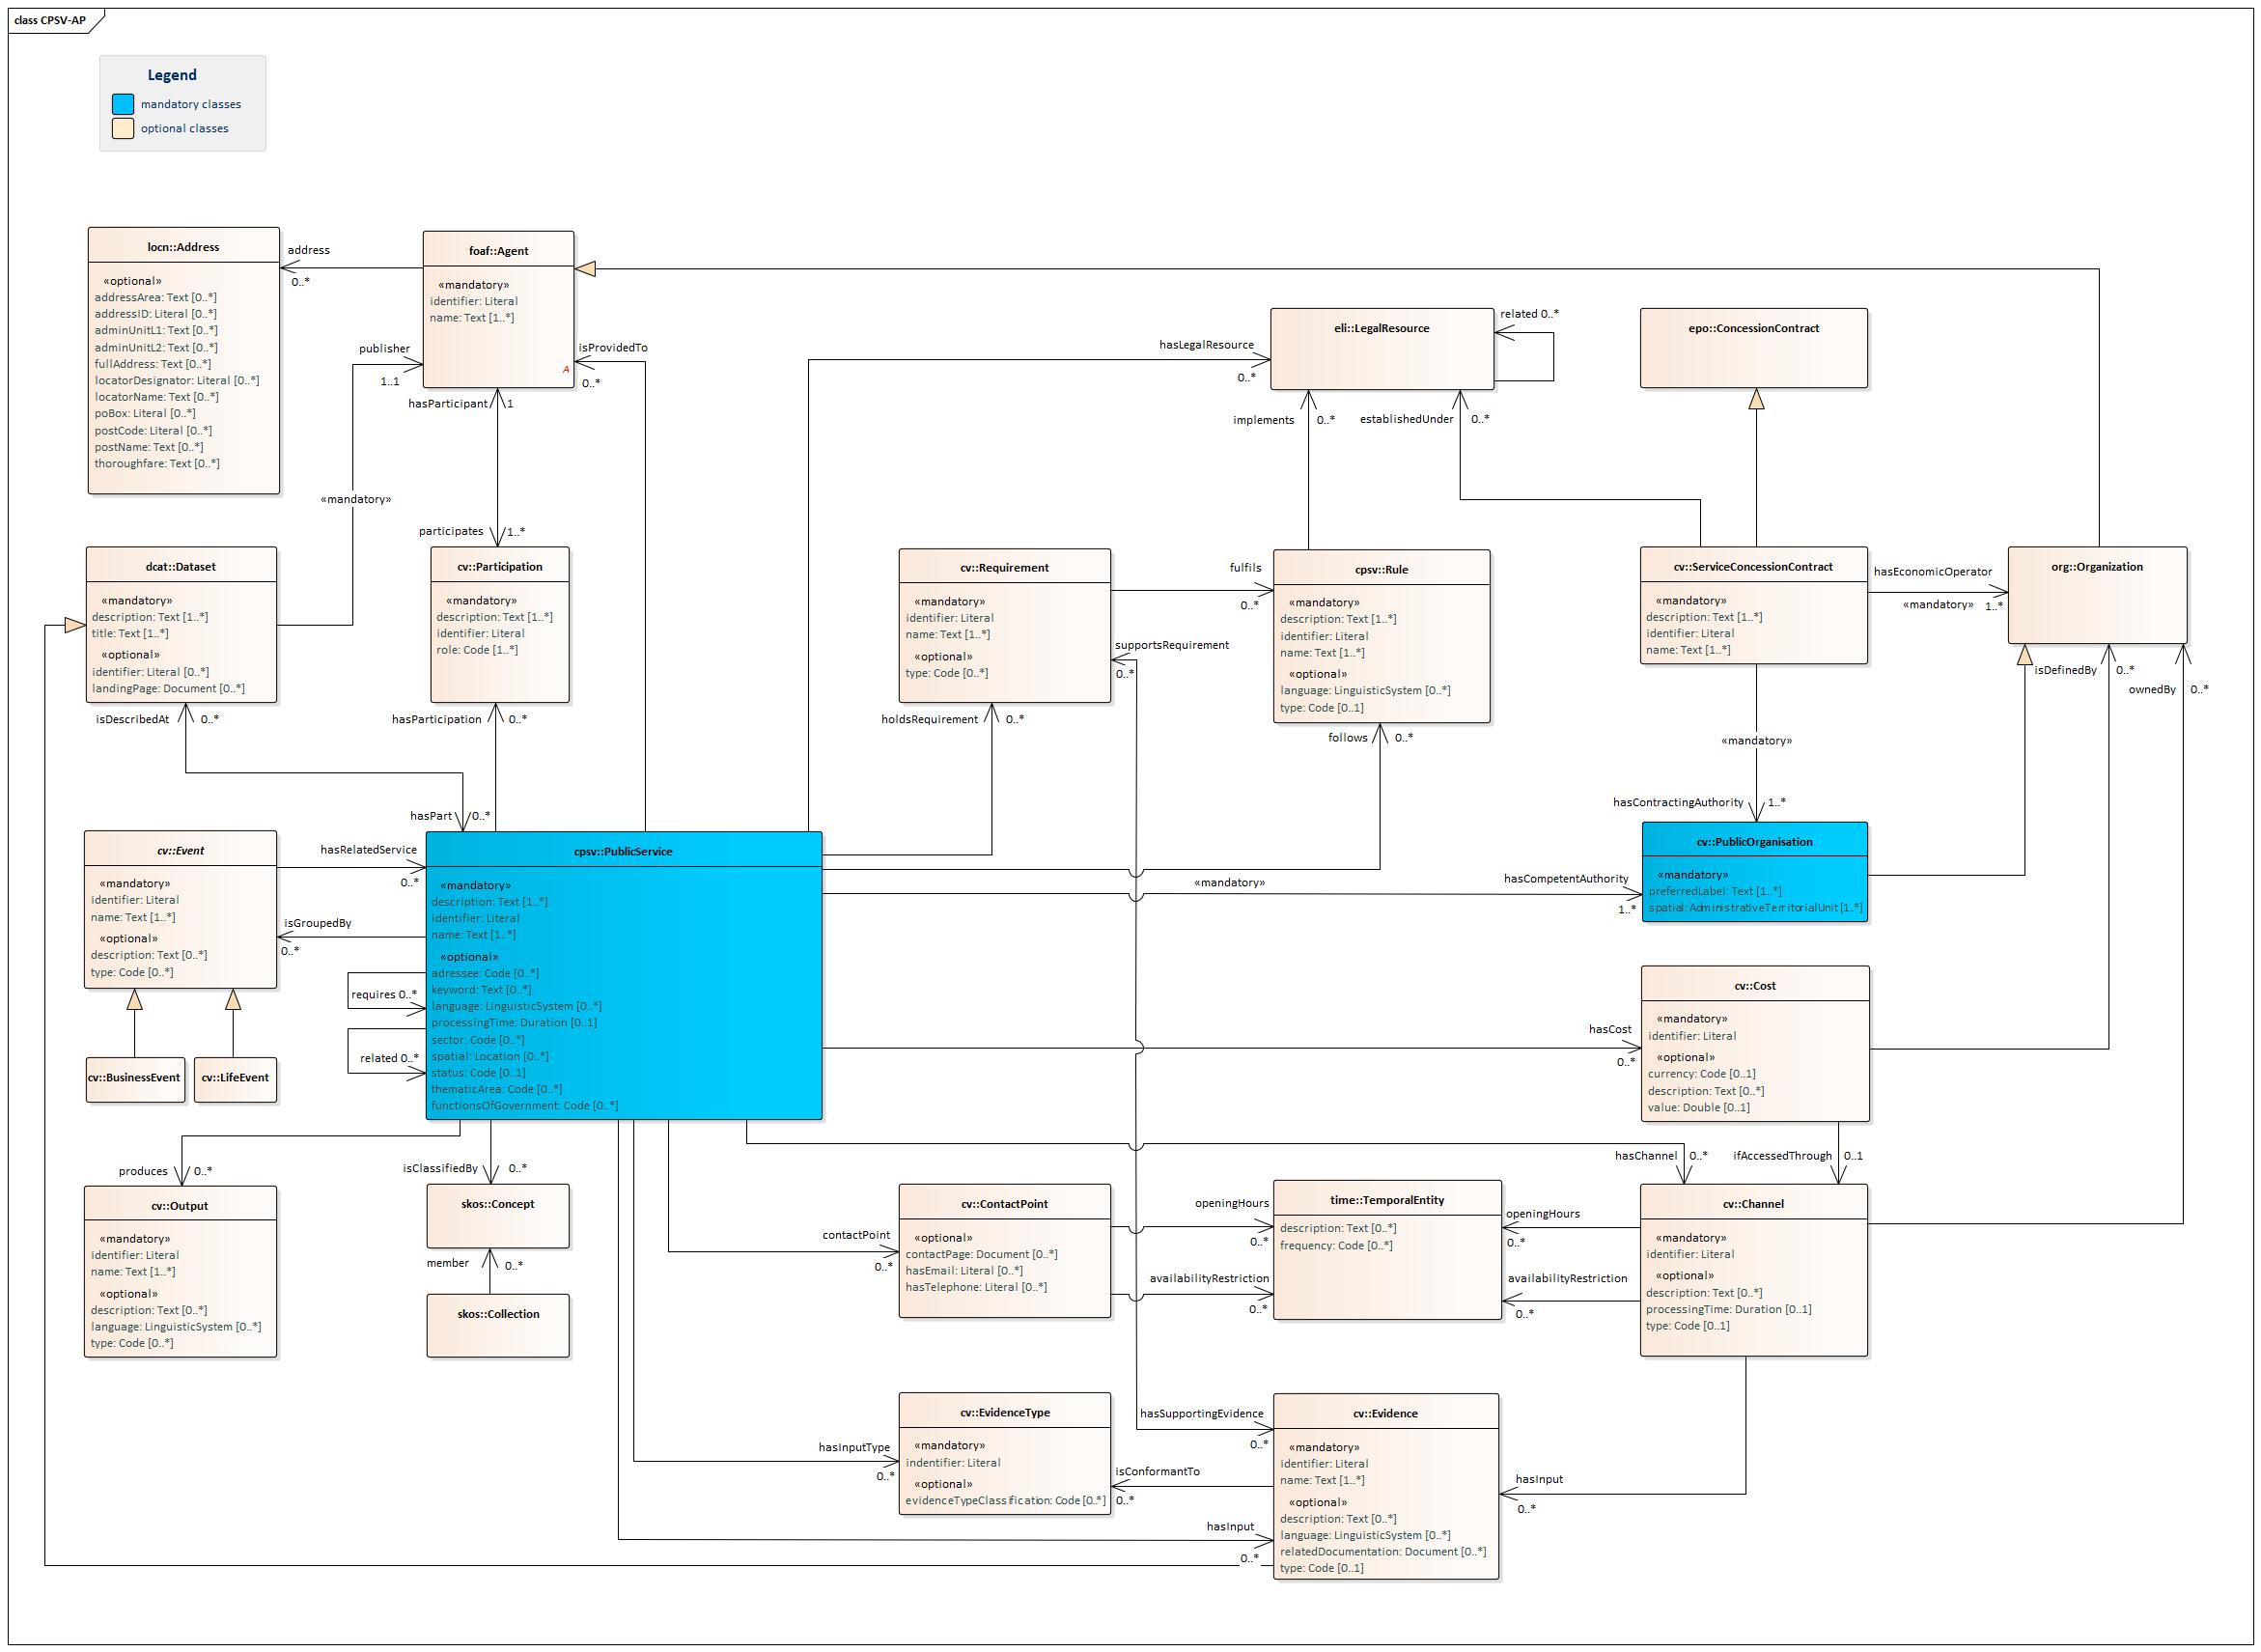 class CPSV-AP
Legend
mandatory classes
optional classes
locn::Address
«optional»
addressArea: Text [0..*]
addressID: Literal [0..*]
adminUnitL1: Text [0..*]
adminUnitL2: Text [0..*]
fullAddress: Text [0..*]
locatorDesignator: Literal [0..*]
locatorName: Text [0..*]
poBox: Literal [0..*]
postCode: Literal [0..*]
postName: Text [0..*]
thoroughfare: Text [0..*]
address
0..*
foaf::Agent
«mandatory»
identifier: Literal
name: Text [1..*]
A
publisher
1..1
«mandatory»
isProvidedTo
0..*
hasParticipant
1
participates
1..*
hasLegalResource
0..*
eli::LegalResource
related 0..*
implements
0..*
establishedUnder
0..*
epo::ConcessionContract
dcat::Dataset
«mandatory»
description: Text [1..*]
title: Text [1..*]
«optional»
identifier: Literal [0..*]
landingPage: Document [0..*]
isDescribedAt
0..*
cv::Participation
«mandatory»
description: Text [1..*]
identifier: Literal
role: Code [1..*]
hasParticipation
0..*
hasPart
0..*
cv::Requirement
«mandatory»
identifier: Literal
name: Text [1..*]
«optional»
type: Code [0..*]
fulfils
0..*
supportsRequirement
0..*
holdsRequirement
0..*
cpsv::Rule
«mandatory»
description: Text [1..*]
identifier: Literal
name: Text [1..*]
«optional»
language: LinguisticSystem [0..*]
type: Code [0..1]
follows
0..*
cv::ServiceConcessionContract
«mandatory»
description: Text [1..*]
identifier: Literal
name: Text [1..*]
hasEconomicOperator
«mandatory»
1..*
org::Organization
isDefinedBy
0..*
ownedBy
0..*
«mandatory»
hasContractingAuthority
1..*
cv::Event
«mandatory»
identifier: Literal
name: Text [1..*]
«optional»
description: Text [0..*]
type: Code [0..*]
hasRelatedService
0..*
isGroupedBy
0..*
cpsv::PublicService
«mandatory»
description: Text [1..*]
identifier: Literal
name: Text [1..*]
«optional»
adressee: Code [0..*]
keyword: Text [0..*]
language: LinguisticSystem [0..*]
processingTime: Duration [0..1]
sector: Code [0..*]
spatial: Location [0..*]
status: Code [0..1]
thematicArea: Code [0..*]
functionsOfGovernment: Code [0..*]
requires 0..*
related 0..*
«mandatory»
hasCompetentAuthority
1..*
cv::PublicOrganisation
«mandatory»
preferredLabel: Text [1..*]
spatial: AdministrativeTerritorialUnit [1..*]
cv::BusinessEvent
cv::LifeEvent
hasCost
0..*
cv::Cost
«mandatory»
identifier: Literal
«optional»
currency: Code [0..1]
description: Text [0..*]
value: Double [0..1]
produces
0..*
isClassifiedBy
0..*
hasChannel
0..*
ifAccessedThrough
0..1
cv::Output
«mandatory»
identifier: Literal
name: Text [1..*]
«optional»
description: Text [0..*]
language: LinguisticSystem [0..*]
type: Code [0..*]
skos::Concept
member
0..*
skos::Collection
contactPoint
0..*
cv::ContactPoint
«optional»
contactPage: Document [0..*]
hasEmail: Literal [0..*]
hasTelephone: Literal [0..*]
openingHours
0..*
availabilityRestriction
0..*
time::TemporalEntity
description: Text [0..*]
frequency: Code [0..*]
openingHours
0..*
availabilityRestriction
0..*
cv::Channel
«mandatory»
identifier: Literal
«optional»
description: Text [0..*]
processingTime: Duration [0..1]
type: Code [0..1]
hasInputType
0..*
cv::EvidenceType
«mandatory»
indentifier: Literal
«optional»
evidenceTypeClassification: Code [0..*]
hasSupportingEvidence
0..*
isConformantTo
0..*
hasInput
0..*
cv::Evidence
«mandatory»
identifier: Literal
name: Text [1..*]
«optional»
description: Text [0..*]
language: LinguisticSystem [0..*]
relatedDocumentation: Document [0..*]
type: Code [0..1]
hasInput
0..*